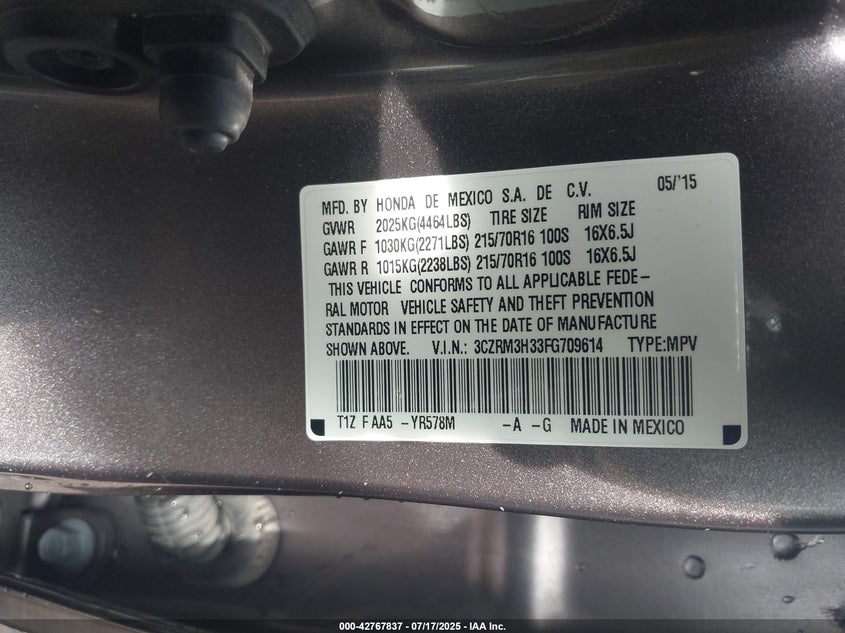 MFD. BY HONDA DE MEXICO S.A. DE C.V. 05/'15
GVWR 2025KG(4464LBS) TIRE SIZE RIM SIZE
GAWR F 1030KG(2271LBS) 215/70R16 100S 16X6.5J
GAWR R 1015KG(2238LBS) 215/70R16 100S 16X6.5J
THIS VEHICLE CONFORMS TO ALL APPLICABLE FEDE-
RAL MOTOR VEHICLE SAFETY AND THEFT PREVENTION
STANDARDS IN EFFECT ON THE DATE OF MANUFACTURE
SHOWN ABOVE. V.I.N.: 3CZRM3H33FG709614 TYPE:MPV
T1Z F AA5 -YR578M -A -G MADE IN MEXICO
000-42767837 - 07/17/2025 - IAA Inc.